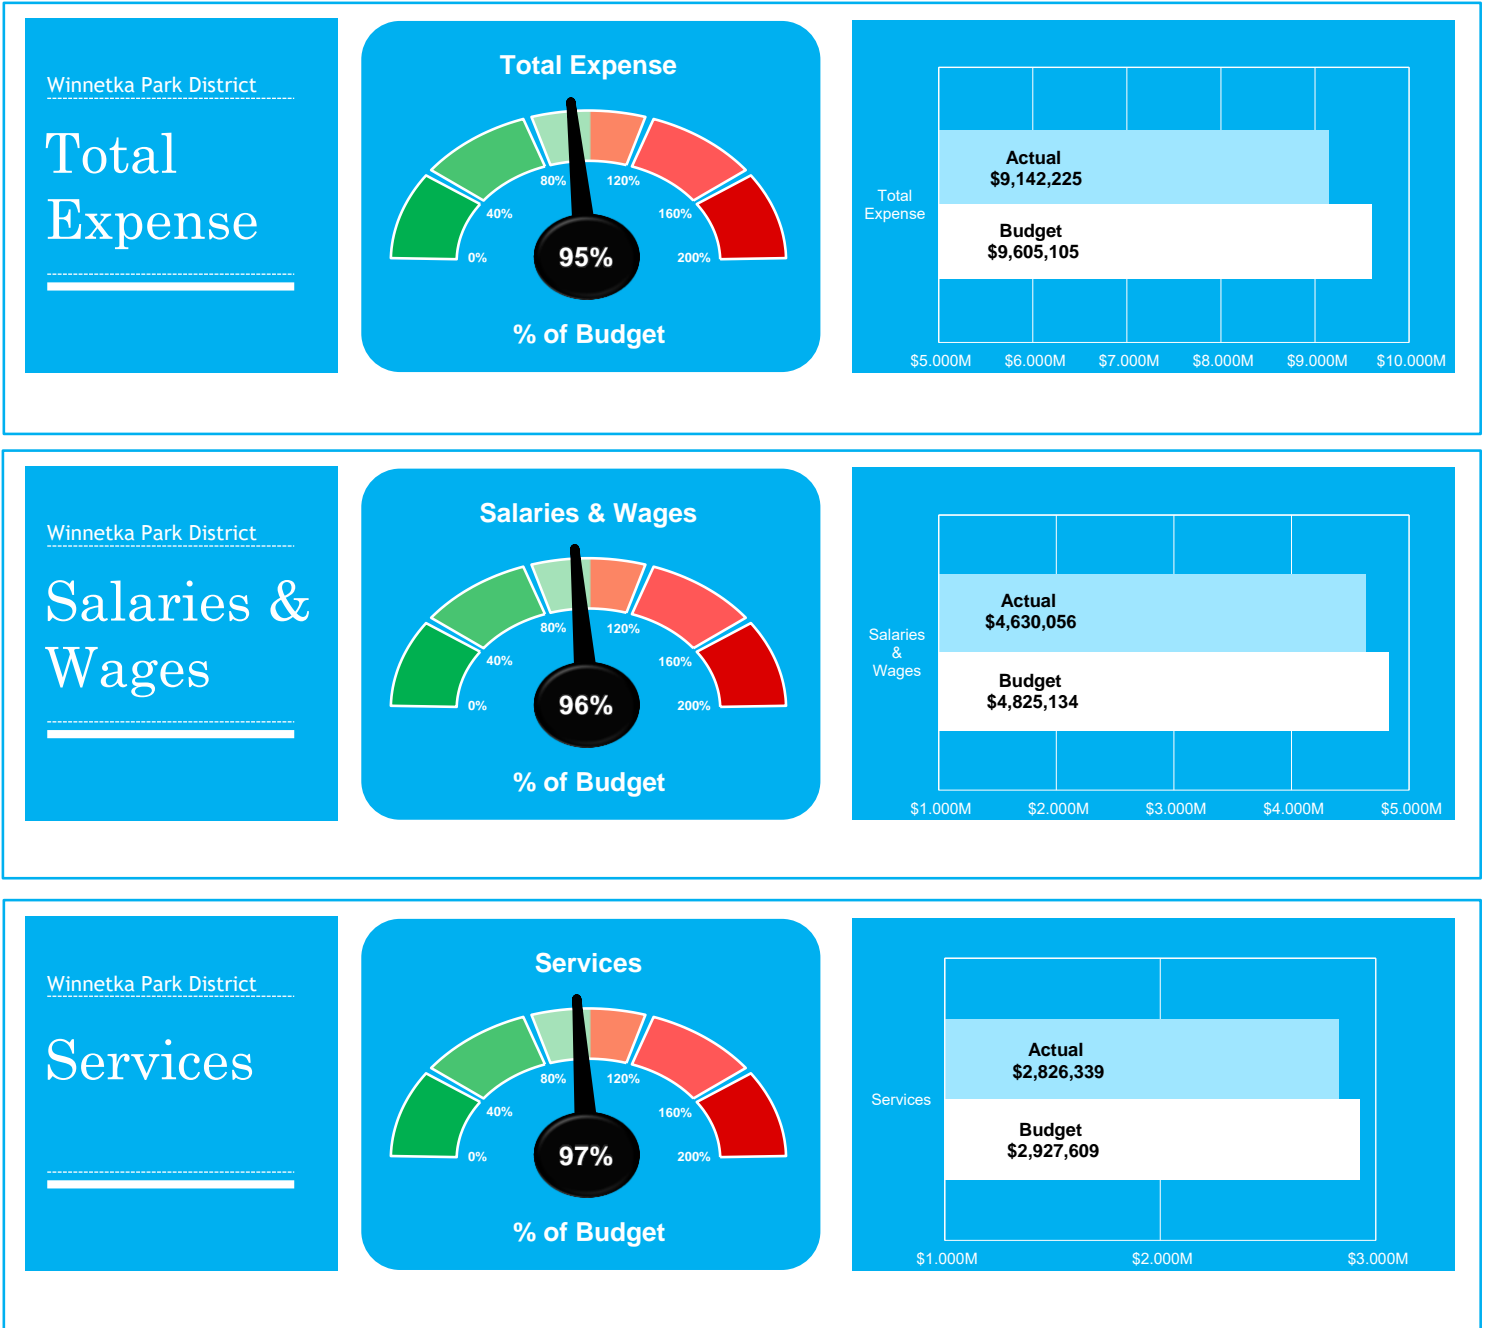 Winnetka Park District
Total
Expense
Total Expense
80%
120%
40%
160%
0%
200%
95%
% of Budget
Total
Expense
Actual
$9,142,225
Budget
$9,605,105
$5.000M
$6.000M
$7.000M
$8.000M
$9.000M
$10.000M
Winnetka Park District
Salaries &
Wages
Salaries & Wages
80%
120%
40%
160%
0%
200%
96%
% of Budget
Salaries
&
Wages
Actual
$4,630,056
Budget
$4,825,134
$1.000M
$2.000M
$3.000M
$4.000M
$5.000M
Winnetka Park District
Services
Services
80%
120%
40%
160%
0%
200%
97%
% of Budget
Services
Actual
$2,826,339
Budget
$2,927,609
$1.000M
$2.000M
$3.000M